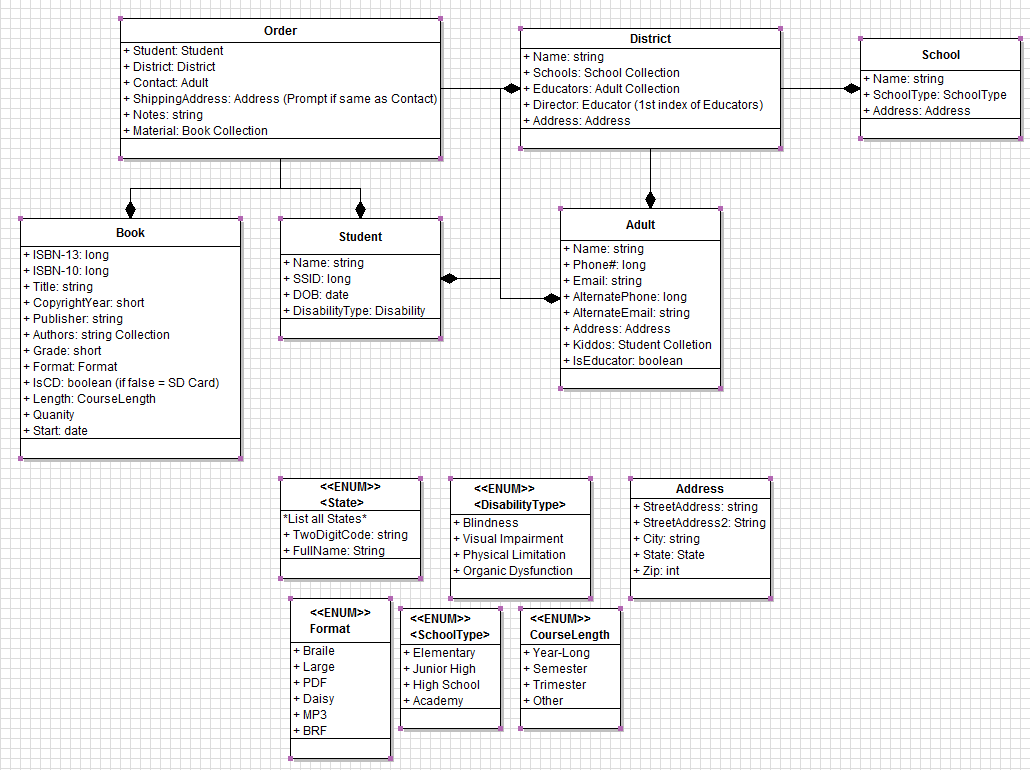 Order
+ Student: Student
+ District: District
+ Contact: Adult
+ ShippingAddress: Address (Prompt if same as Contact)
+ Notes: string
+ Material: Book Collection
District
+ Name: string
+ Schools: School Collection
+ Educators: Adult Collection
+ Director: Educator (1st index of Educators)
+ Address: Address
School
+ Name: string
+ SchoolType: SchoolType
+ Address: Address
Book
+ ISBN-13: long
+ ISBN-10: long
+ Title: string
+ CopyrightYear: short
+ Publisher: string
+ Authors: string Collection
+ Grade: short
+ Format: Format
+ IsCD: boolean (if false = SD Card)
+ Length: CourseLength
+ Quanity
+ Start: date
Student
+ Name: string
+ SSID: long
+ DOB: date
+ DisabilityType: Disability
Adult
+ Name: string
+ Phone#: long
+ Email: string
+ AlternatePhone: long
+ AlternateEmail: string
+ Address: Address
+ Kiddos: Student Colletion
+ IsEducator: boolean
<<ENUM>>
<State>
*List all States*
+ TwoDigitCode: string
+ FullName: String
<<ENUM>>
<DisabilityType>
+ Blindness
+ Visual Impairment
+ Physical Limitation
+ Organic Dysfunction
Address
+ StreetAddress: string
+ StreetAddress2: String
+ City: string
+ State: State
+ Zip: int
<<ENUM>>
Format
+ Braile
+ Large
+ PDF
+ Daisy
+ MP3
+ BRF
<<ENUM>>
<SchoolType>
+ Elementary
+ Junior High
+ High School
+ Academy
<<ENUM>>
CourseLength
+ Year-Long
+ Semester
+ Trimester
+ Other